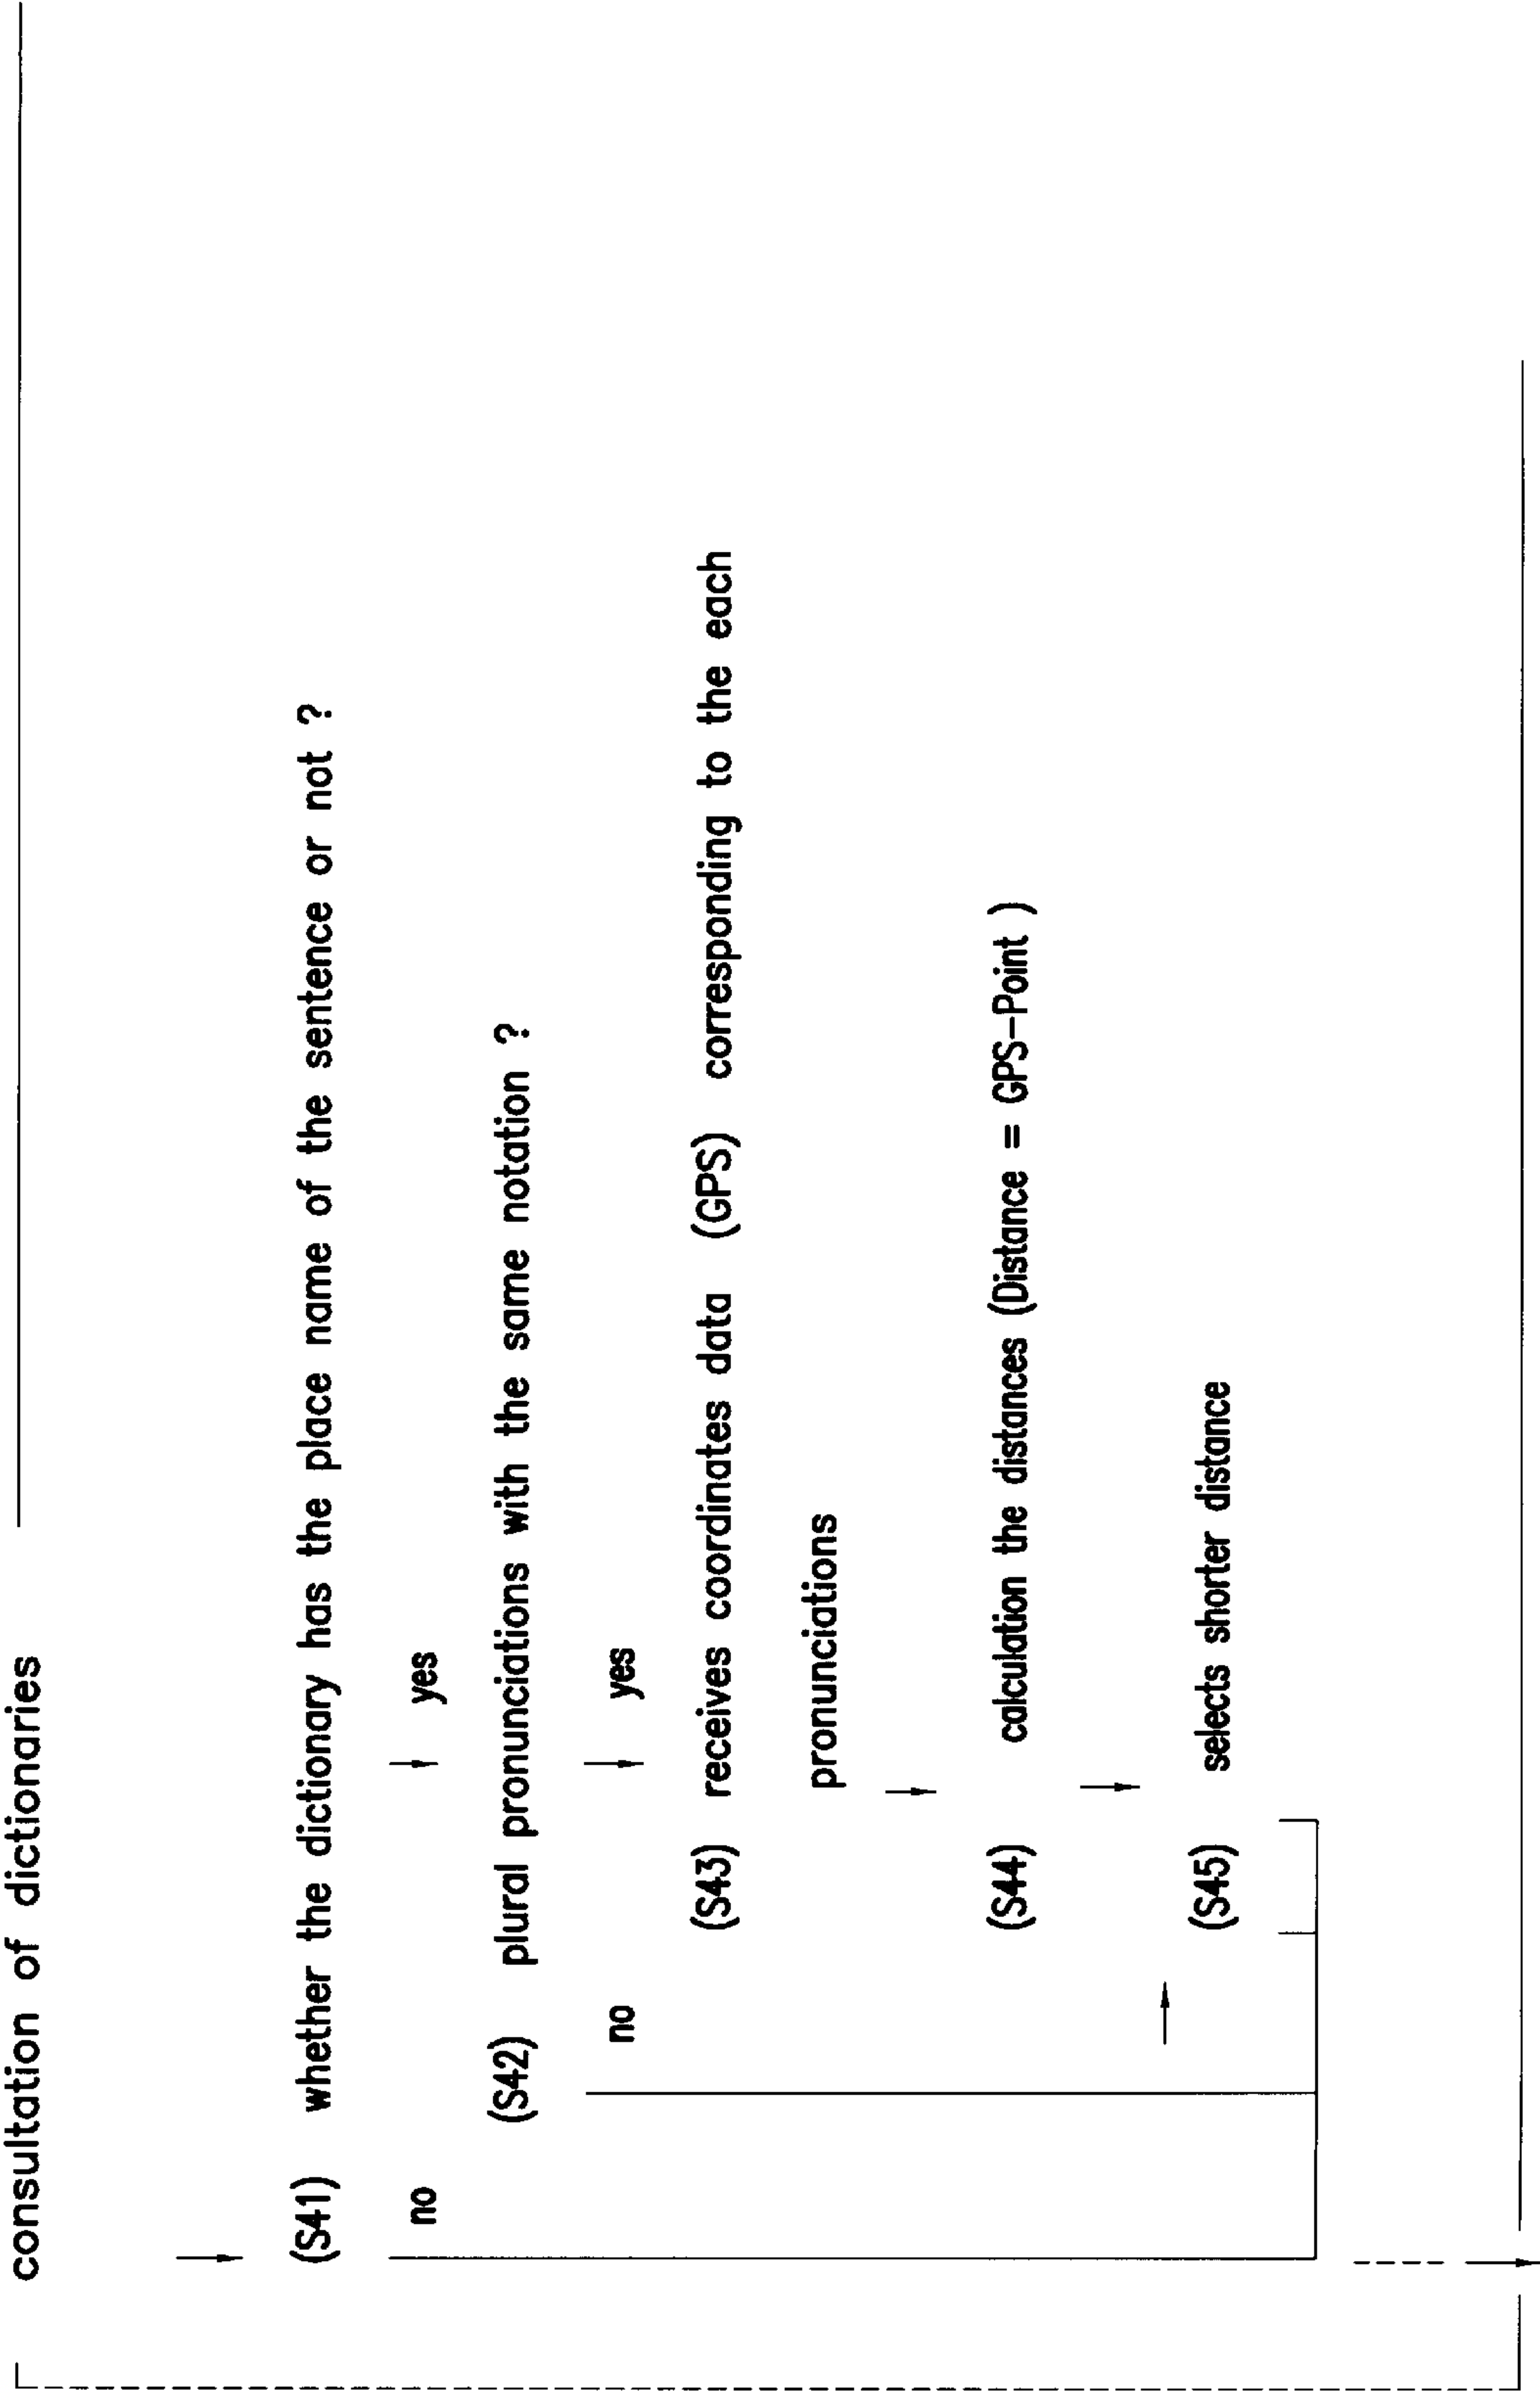 consultation of dictionaries
(S41) whether the dictionary has the place name of the sentence or not ?
no yes
(S42) plural pronunciations with the same notation ?
no yes
(S43) receives coordinates data (GPS) corresponding to the each
pronunciations
(S44) calculation the distances (Distance = GPS-Point )
(S45) selects shorter distance